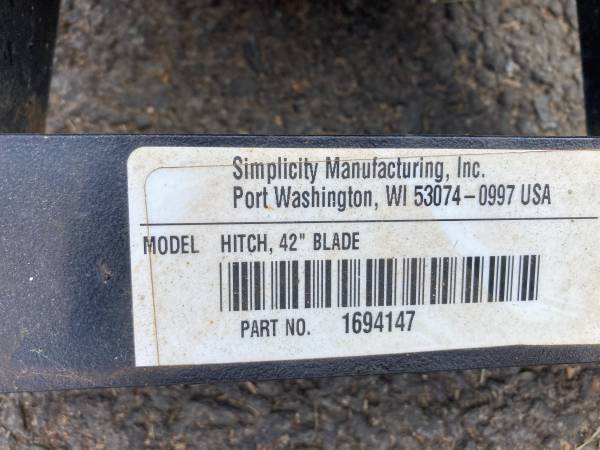 Simplicity Manufacturing, Inc.
Port Washington, WI 53074-0997 USA
MODEL HITCH, 42" BLADE
PART NO. 1694147